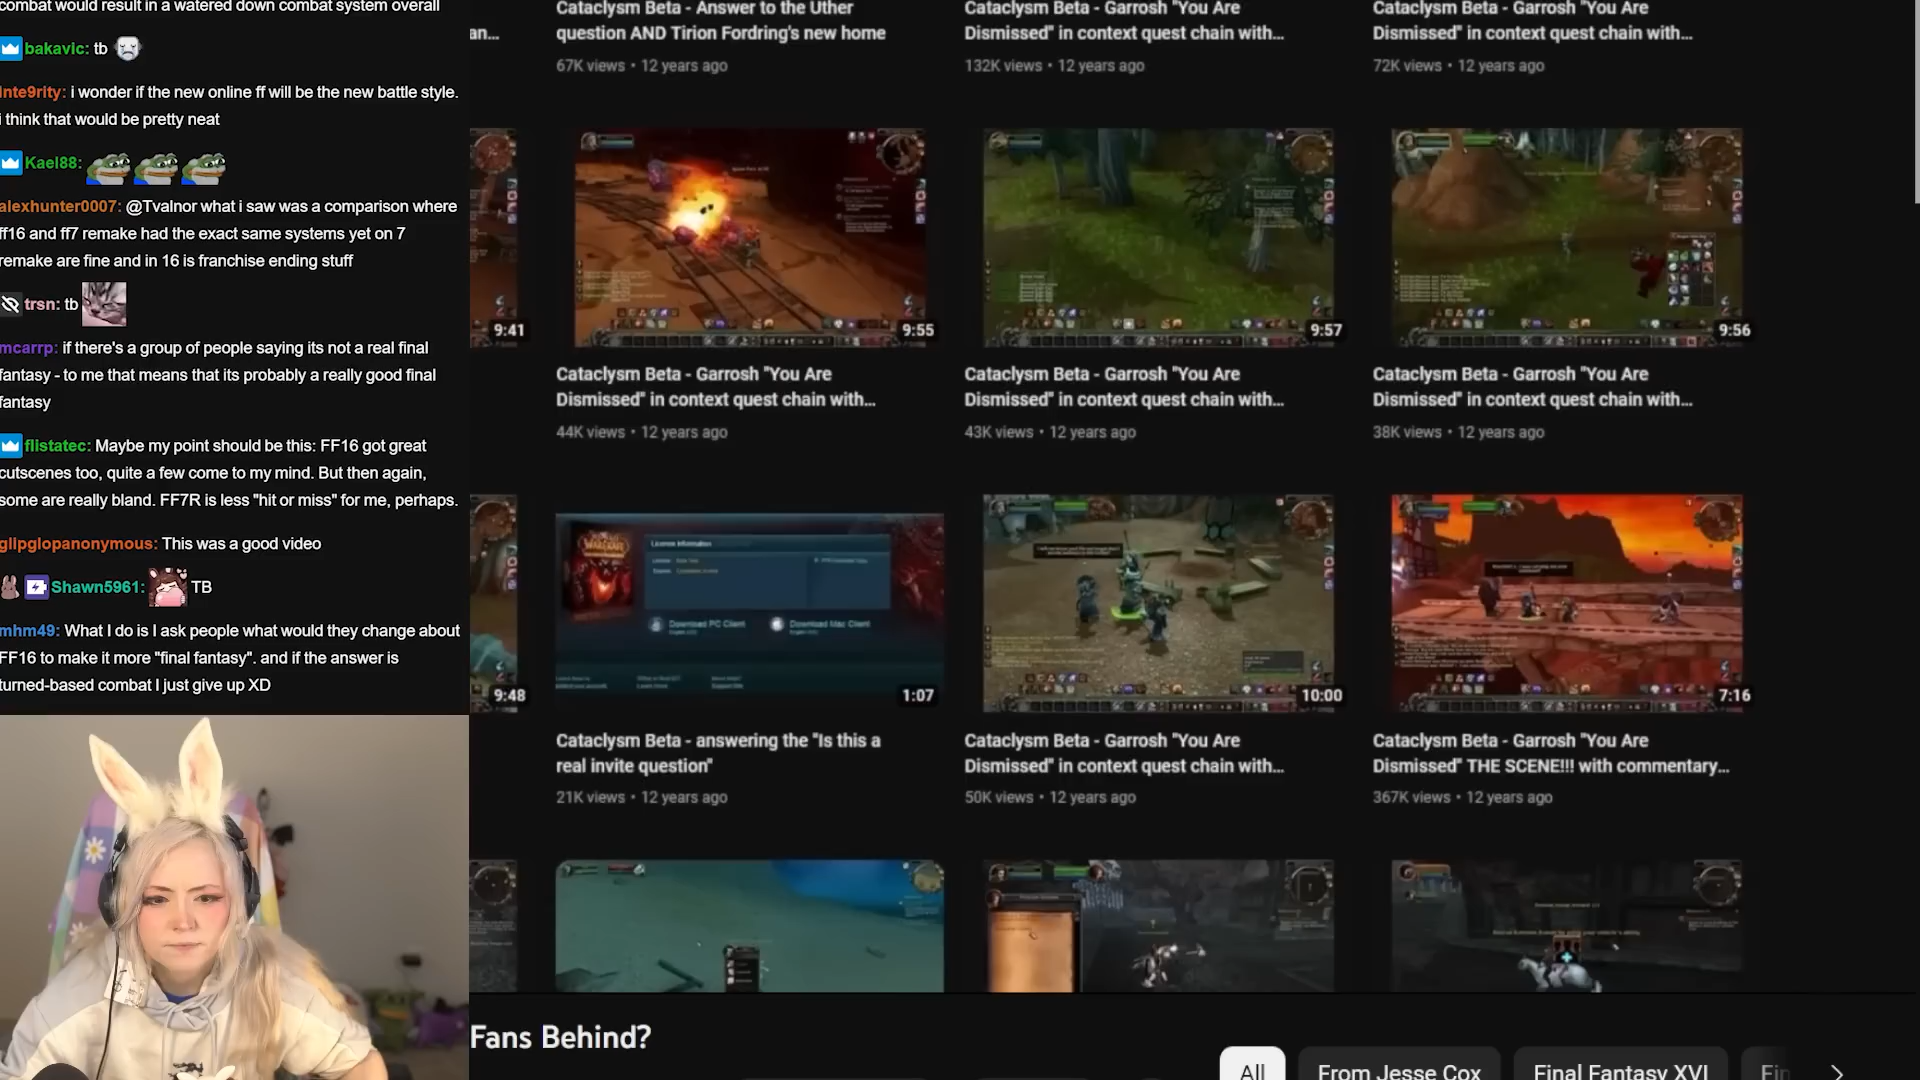 combat would result in a watered down combat system overall
bakavic: tb
Inte9rity: i wonder if the new online ff will be the new battle style.
i think that would be pretty neat
Kael88:
alexhunter0007: @Tvalnor what i saw was a comparison where
ff16 and ff7 remake had the exact same systems yet on 7
remake are fine and in 16 is franchise ending stuff
trsn: tb
mcarrp: if there's a group of people saying its not a real final
fantasy - to me that means that its probably a really good final
fantasy
flistatec: Maybe my point should be this: FF16 got great
cutscenes too, quite a few come to my mind. But then again,
some are really bland. FF7R is less "hit or miss" for me, perhaps.
glipglopanonymous: This was a good video
Shawn5961: TB
mhm49: What I do is I ask people what would they change about
FF16 to make it more "final fantasy". and if the answer is
turned-based combat I just give up XD
an...
Cataclysm Beta - Answer to the Uther
question AND Tirion Fordring's new home
67K views • 12 years ago
Cataclysm Beta - Garrosh "You Are
Dismissed" in context quest chain with...
132K views • 12 years ago
Cataclysm Beta - Garrosh "You Are
Dismissed" in context quest chain with...
72K views • 12 years ago
9:41
9:55
9:57
9:56
Cataclysm Beta - Garrosh "You Are
Dismissed" in context quest chain with...
44K views • 12 years ago
Cataclysm Beta - Garrosh "You Are
Dismissed" in context quest chain with...
43K views • 12 years ago
Cataclysm Beta - Garrosh "You Are
Dismissed" in context quest chain with...
38K views • 12 years ago
License Information
Download PC Client
Download Mac Client
9:48
1:07
10:00
7:16
Cataclysm Beta - answering the "Is this a
real invite question"
21K views • 12 years ago
Cataclysm Beta - Garrosh "You Are
Dismissed" in context quest chain with...
50K views • 12 years ago
Cataclysm Beta - Garrosh "You Are
Dismissed" THE SCENE!!! with commentary...
367K views • 12 years ago
Fans Behind?
All
From Jesse Cox
Final Fantasy XVI
Fin